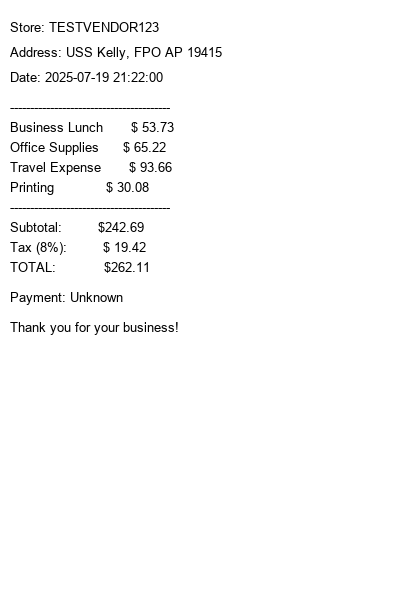 Store: TESTVENDOR123
Address: USS Kelly, FPO AP 19415
Date: 2025-07-19 21:22:00
----------------------------------------
Business Lunch $ 53.73
Office Supplies $ 65.22
Travel Expense $ 93.66
Printing $ 30.08
----------------------------------------
Subtotal: $242.69
Tax (8%): $ 19.42
TOTAL: $262.11
Payment: Unknown
Thank you for your business!